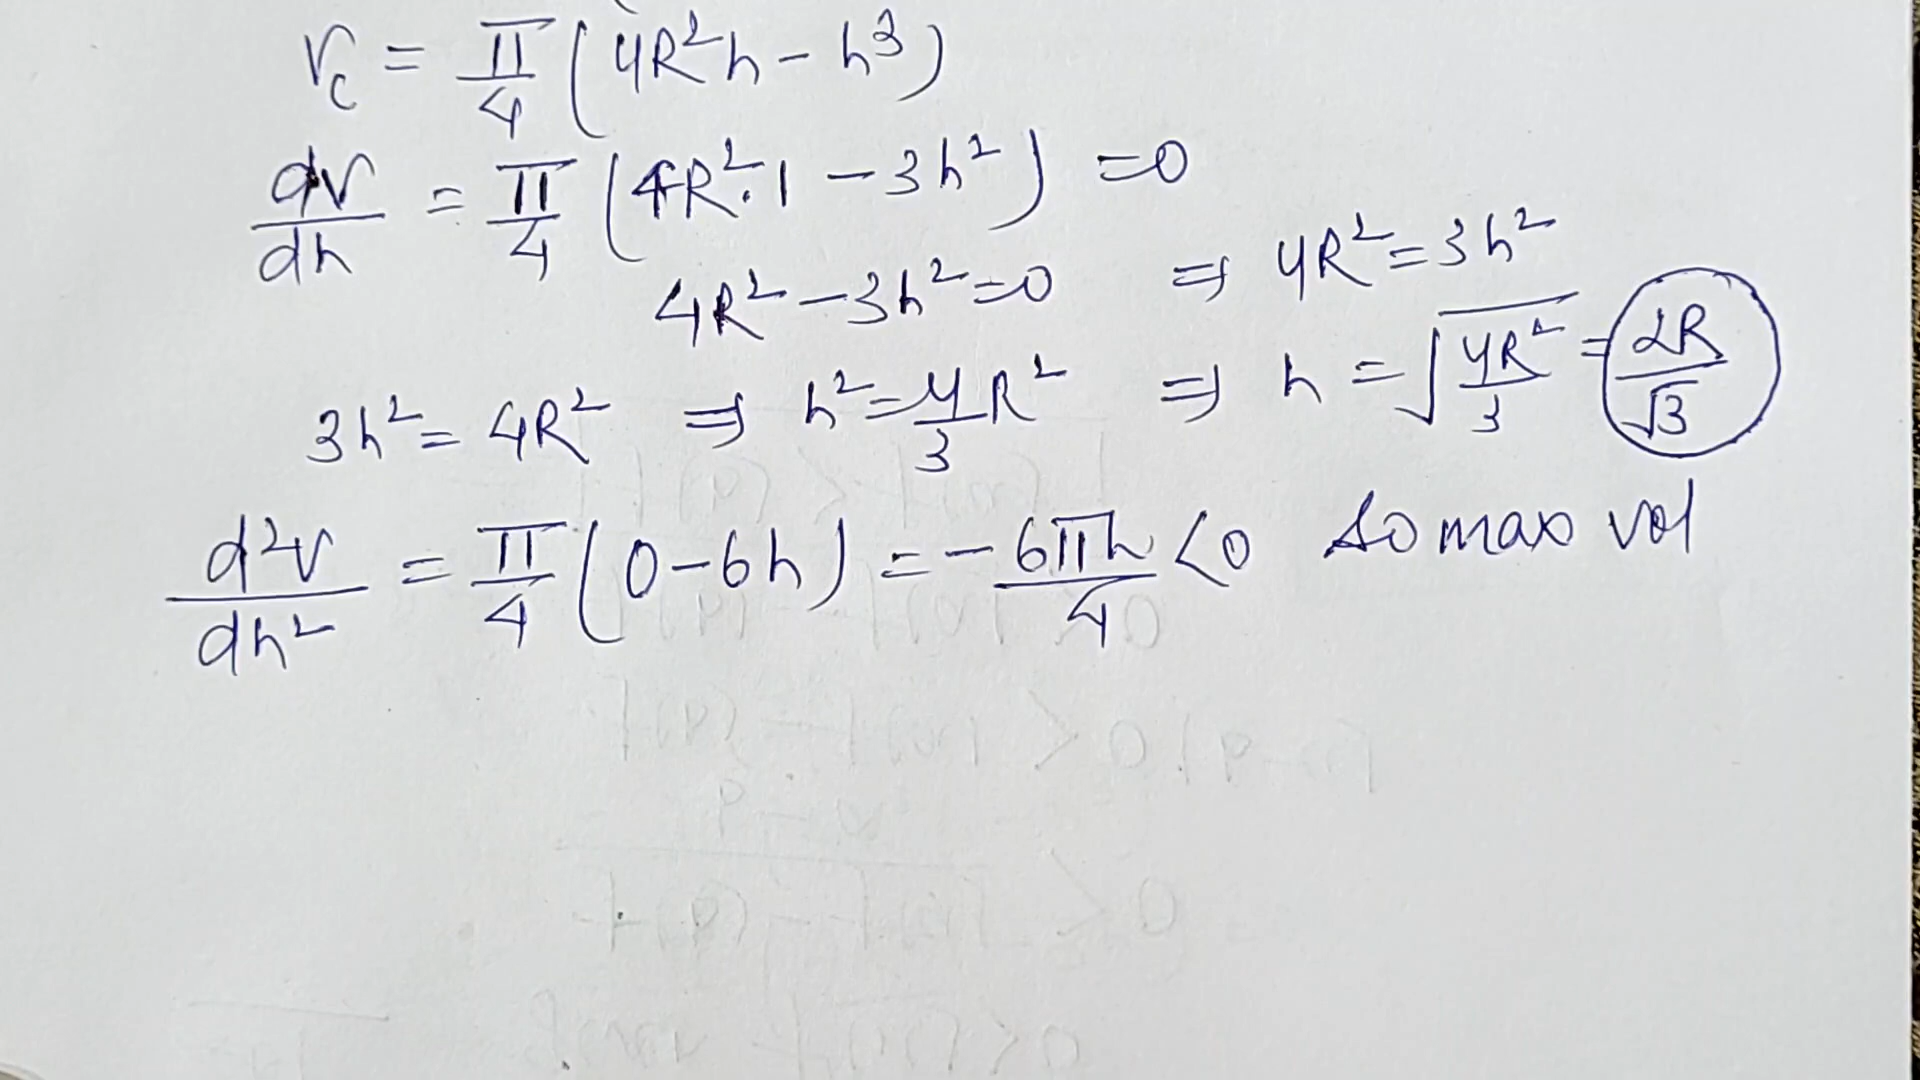 V_c = π/4 (4R²h - h³)
dv/dh = π/4 (4R².1 - 3h²) = 0
4R² - 3h² = 0 ⇒ 4R² = 3h²
3h² = 4R² ⇒ h² = 4/3 R² ⇒ h = √(4R²/3) = 2R/√3
d²v/dh² = π/4 (0 - 6h) = - 6πh/4 < 0 So max vol